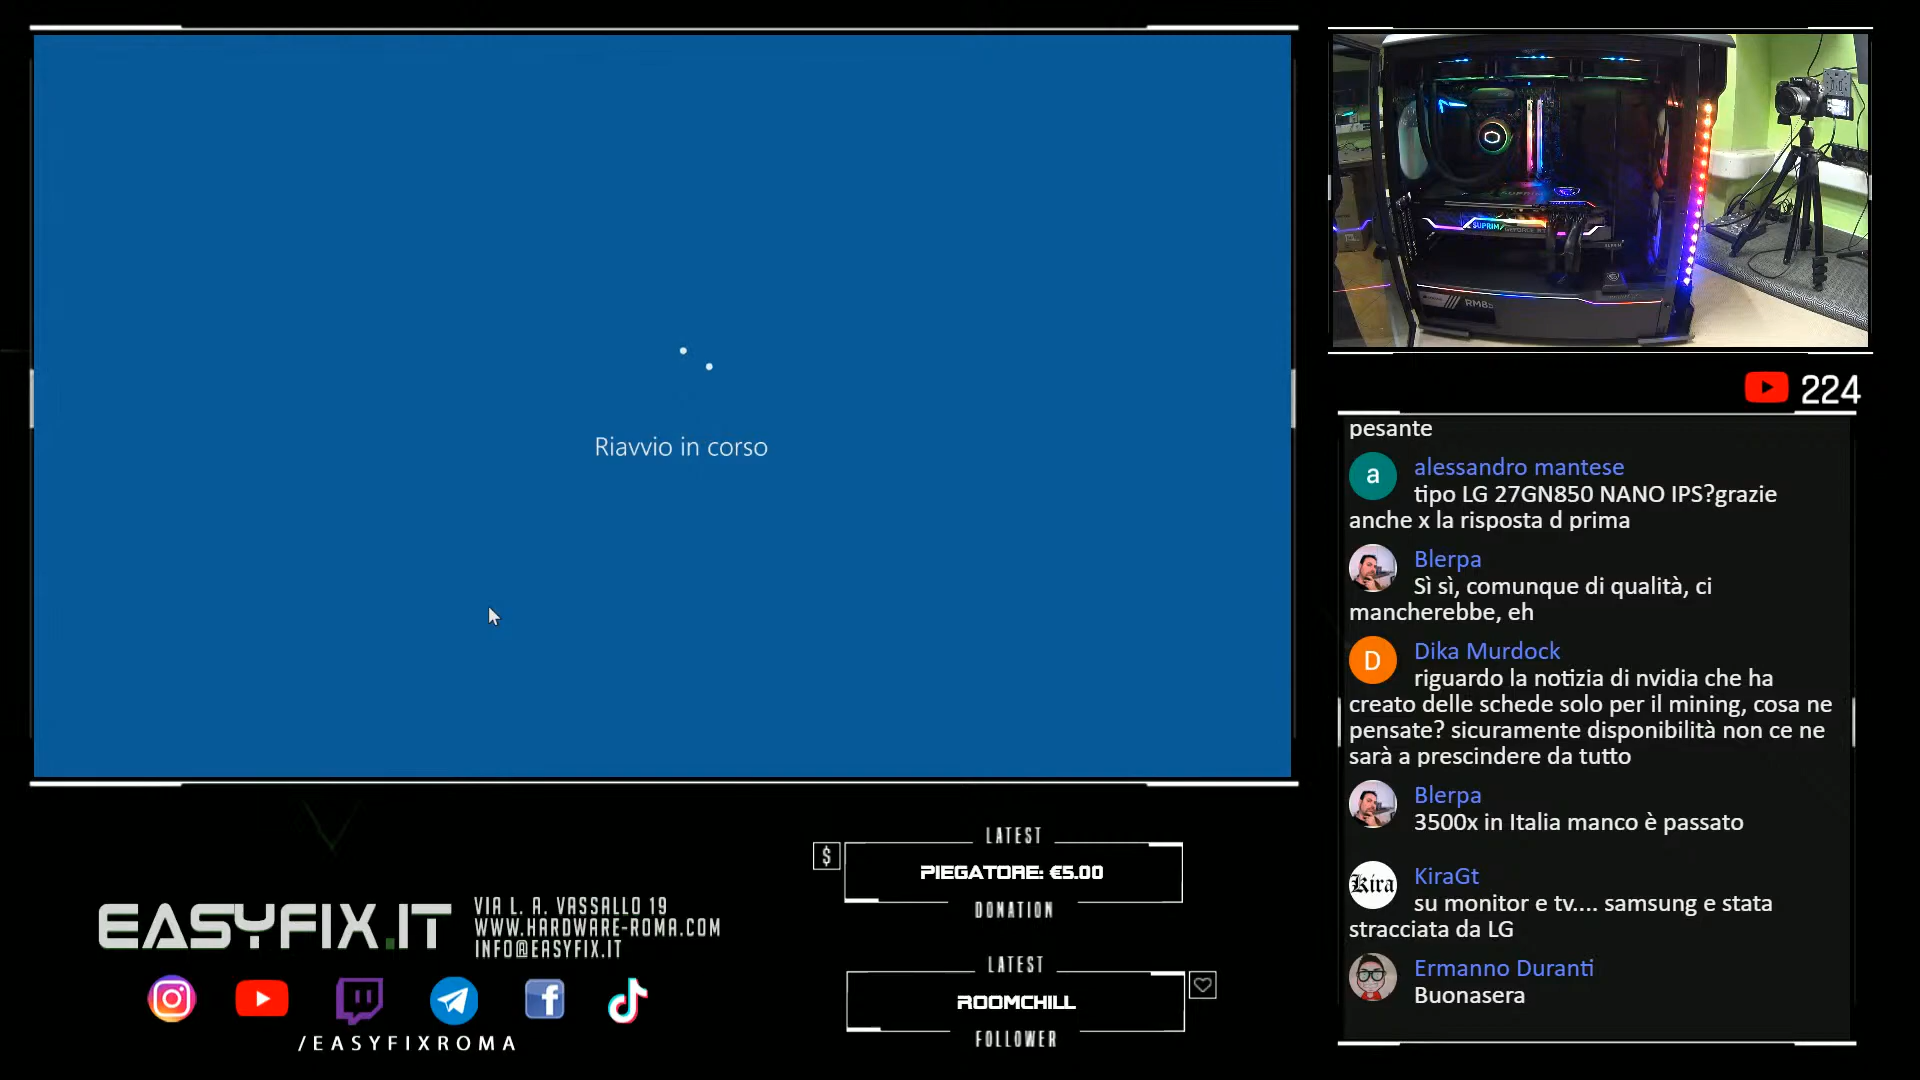 Riavvio in corso
SUPRIM
224
pesante
a
alessandro mantese
tipo LG 27GN850 NANO IPS?grazie
anche x la risposta d prima
Blerpa
Sì sì, comunque di qualità, ci
mancherebbe, eh
D
Dika Murdock
riguardo la notizia di nvidia che ha
creato delle schede solo per il mining, cosa ne
pensate? sicuramente disponibilità non ce ne
sarà a prescindere da tutto
Blerpa
3500x in Italia manco è passato
Kira
KiraGt
su monitor e tv.... samsung e stata
stracciata da LG
Ermanno Duranti
Buonasera
LATEST
$
PIEGATORE: €5.00
DONATION
LATEST
ROOMCHILL
FOLLOWER
EASYFIX.IT
VIA L. A. VASSALLO 19
WWW.HARDWARE-ROMA.COM
INFO@EASYFIX.IT
/EASYFIXROMA